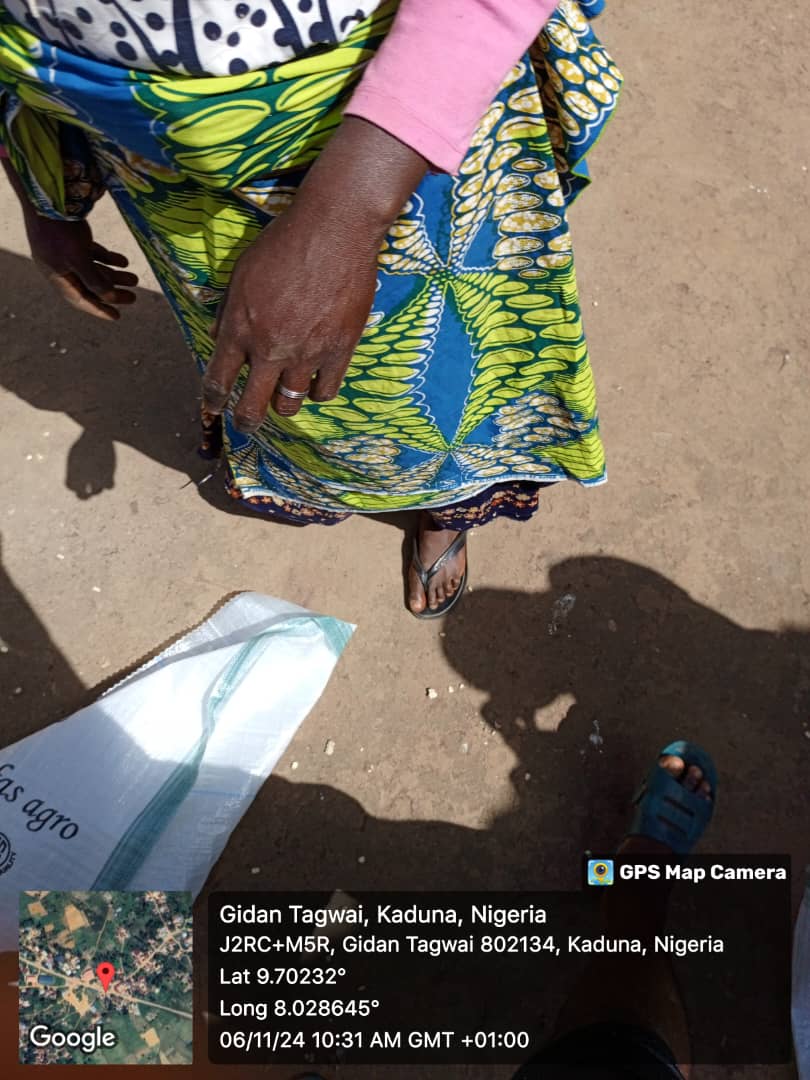 as agro
GPS Map Camera
Gidan Tagwai, Kaduna, Nigeria
J2RC+M5R, Gidan Tagwai 802134, Kaduna, Nigeria
Lat 9.70232°
Long 8.028645°
06/11/24 10:31 AM GMT +01:00
Google